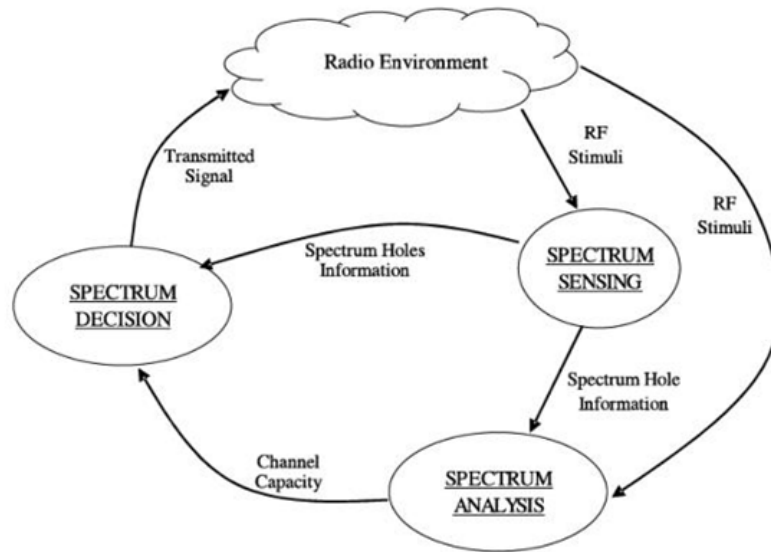 Radio Environment
RF
Stimuli
Transmitted
Signal
RF
Stimuli
Spectrum Holes
Information
SPECTRUM
SENSING
SPECTRUM
DECISION
Spectrum Hole
Information
Channel
Capacity
SPECTRUM
ANALYSIS